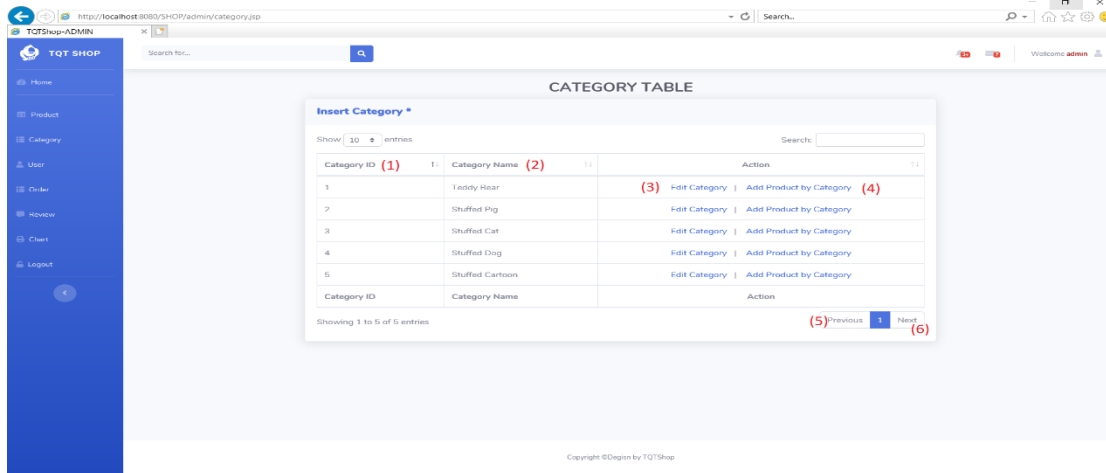 http://localhost:8080/SHOP/admin/category.jsp
Search...
TQTShop-ADMIN
TQT SHOP
Search for...
Wellcome admin
Home
Product
Category
User
Order
Review
Chart
Logout
CATEGORY TABLE
Insert Category *
Show 10 entries
Search:
Category ID (1) Category Name (2) Action
1 Teddy Bear (3) Edit Category | Add Product by Category (4)
2 Stuffed Pig Edit Category | Add Product by Category
3 Stuffed Cat Edit Category | Add Product by Category
4 Stuffed Dog Edit Category | Add Product by Category
5 Stuffed Cartoon Edit Category | Add Product by Category
Category ID Category Name Action
Showing 1 to 5 of 5 entries
(5) Previous 1 Next (6)
Copyright ©Degisn by TQTShop